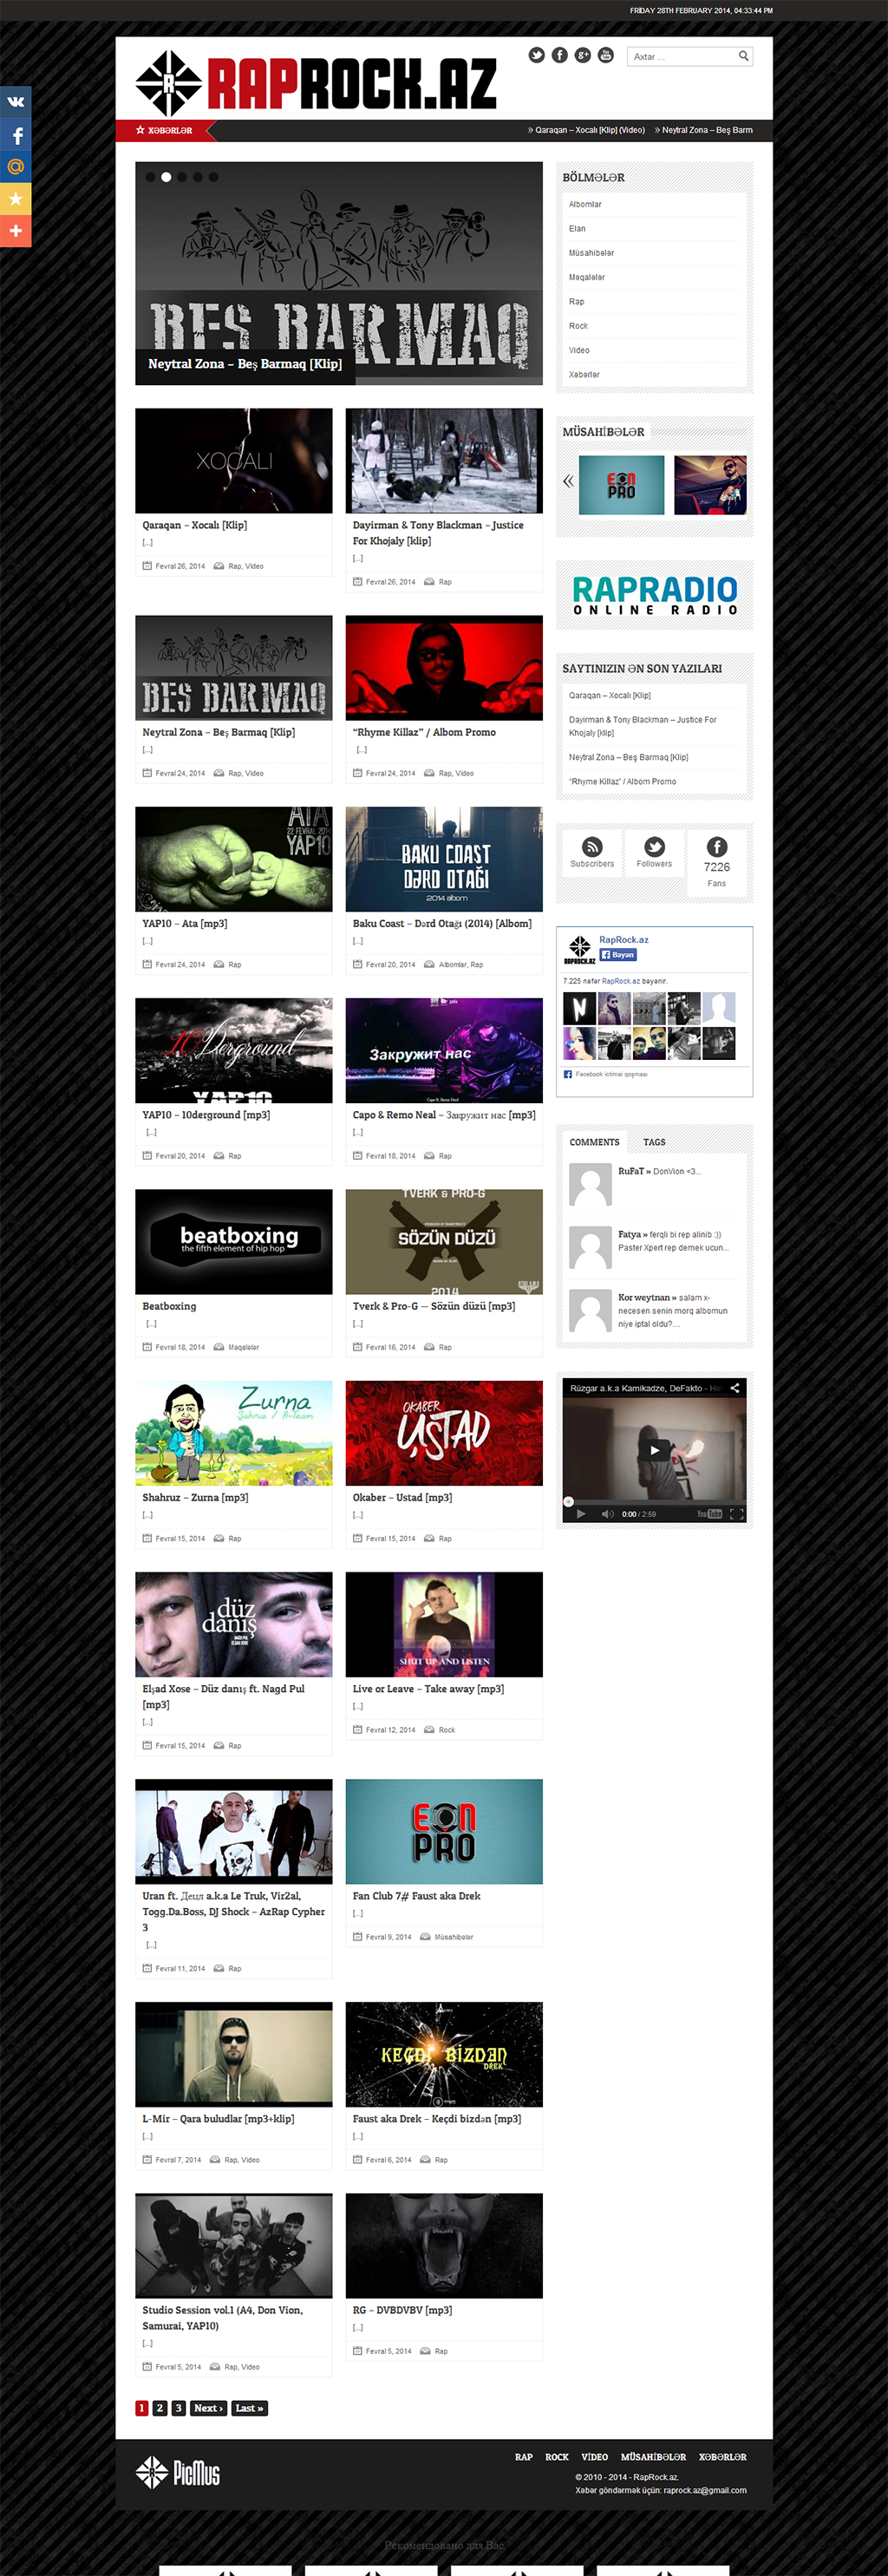 FRIDAY 28TH FEBRUARY 2014, 04:33:44 PM
RAPROCK.AZ
Axtar ...
XƏBƏRLƏR
» Qaraqan – Xocalı [Klip] (Video) » Neytral Zona – Beş Barm
BEŞ BARMAQ
Neytral Zona – Beş Barmaq [Klip]
XOCALI
Qaraqan – Xocalı [Klip]
[...]
Fevral 26, 2014 Rap, Video
Dayirman & Tony Blackman – Justice
For Khojaly [klip]
[...]
Fevral 26, 2014 Rap
BEŞ BARMAQ
Neytral Zona – Beş Barmaq [Klip]
[...]
Fevral 24, 2014 Rap, Video
“Rhyme Killaz” / Albom Promo
[...]
Fevral 24, 2014 Rap, Video
ATA
22 FEVRAL 2014
YAP10
YAP10 – Ata [mp3]
[...]
Fevral 24, 2014 Rap
BAKU COAST
DƏRD OTAĞI
2014 albom
Baku Coast – Dərd Otağı (2014) [Albom]
[...]
Fevral 20, 2014 Albomlar, Rap
10Derground
YAP10
YAP10 – 10derground [mp3]
[...]
Fevral 20, 2014 Rap
Закружит нас
Capo & Remo Neal – Закружит нас [mp3]
[...]
Fevral 18, 2014 Rap
beatboxing
the fifth element of hip hop
Beatboxing
[...]
Fevral 18, 2014 Məqalələr
TVERK & PRO-G
SÖZÜN DÜZÜ
2014
Tverk & Pro-G — Sözün düzü [mp3]
[...]
Fevral 16, 2014 Rap
Zurna
Şahruz / A-Team
Shahruz – Zurna [mp3]
[...]
Fevral 15, 2014 Rap
OKABER
USTAD
Okaber – Ustad [mp3]
[...]
Fevral 15, 2014 Rap
düz
danış
Elşad Xose – Düz danış ft. Nagd Pul
[mp3]
[...]
Fevral 15, 2014 Rap
SHUT UP AND LISTEN
Live or Leave – Take away [mp3]
[...]
Fevral 12, 2014 Rock
Uran ft. Децл a.k.a Le Truk, Vir2al,
Togg.Da.Boss, DJ Shock – AzRap Cypher
3
[...]
Fevral 11, 2014 Rap
EON
PRO
Fan Club 7# Faust aka Drek
[...]
Fevral 9, 2014 Müsahibələr
L-Mir – Qara buludlar [mp3+klip]
[...]
Fevral 7, 2014 Rap, Video
KEÇDİ BİZDƏN
DREK
Faust aka Drek – Keçdi bizdən [mp3]
[...]
Fevral 6, 2014 Rap
Studio Session vol.1 (A4, Don Vion,
Samurai, YAP10)
[...]
Fevral 5, 2014 Rap, Video
RG – DVBDVBV [mp3]
[...]
Fevral 5, 2014 Rap
1 2 3 Next › Last »
BÖLMƏLƏR
Albomlar
Elan
Müsahibələr
Məqalələr
Rap
Rock
Video
Xəbərlər
MÜSAHİBƏLƏR
EON
PRO
RAPRADIO
ONLINE RADIO
SAYTINIZIN ƏN SON YAZILARI
Qaraqan – Xocalı [Klip]
Dayirman & Tony Blackman – Justice For
Khojaly [klip]
Neytral Zona – Beş Barmaq [Klip]
“Rhyme Killaz” / Albom Promo
Subscribers
Followers
7226
Fans
RAPROCK.AZ
RapRock.az
Bəyən
7.225 nəfər RapRock.az bəyənir.
Facebook ictimai qoşması
COMMENTS TAGS
RuFaT » DonVion <3...
Fatya » ferqli bi rep alinib :))
Paster Xpert rep demek ucun...
Kor weytnan » salam x-
necesen senin morq albomun
niye iptal oldu?....
Rüzgar a.k.a Kamikadze, DeFakto -
0:00 / 2:59
YouTube
PicMus
RAP ROCK VİDEO MÜSAHİBƏLƏR XƏBƏRLƏR
© 2010 - 2014 - RapRock.az.
Xəbər göndərmək üçün: raprock.az@gmail.com
Рекомендовано для Вас